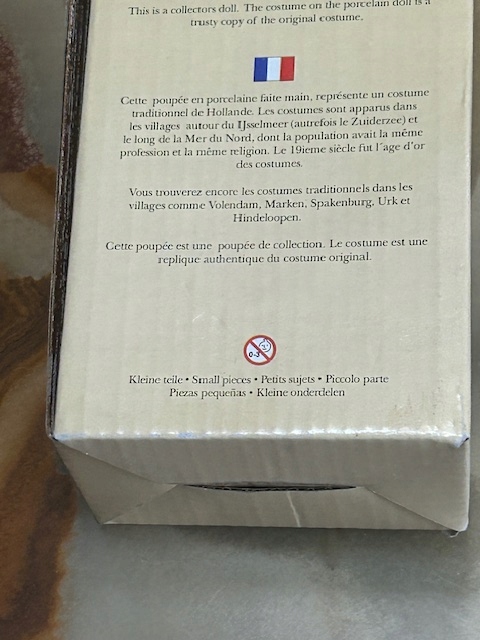 This is a collectors doll. The costume on the porcelain doll is a
trusty copy of the original costume.
Cette poupée en porcelaine faite main, représente un costume
traditionnel de Hollande. Les costumes sont apparus dans
les villages autour du IJsselmeer (autrefois le Zuiderzee) et
le long de la Mer du Nord, dont la population avait la même
profession et la même religion. Le 19ieme siècle fut l´age d'or
des costumes.
Vous trouverez encore les costumes traditionnels dans les
villages comme Volendam, Marken, Spakenburg, Urk et
Hindeloopen.
Cette poupée est une poupée de collection. Le costume est une
replique authentique du costume original.
0-3
Kleine teile • Small pieces • Petits sujets • Piccolo parte
Piezas pequeñas • Kleine onderdelen